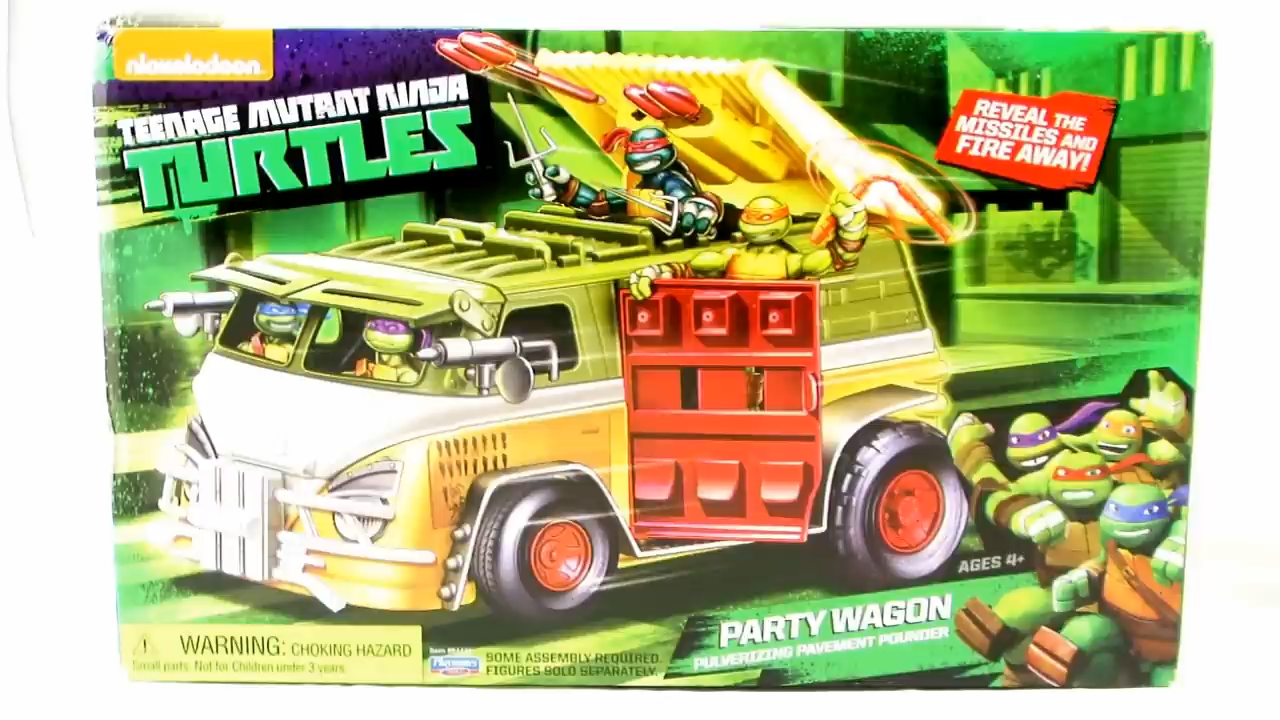 nickelodeon
TEENAGE MUTANT NINJA
TURTLES
REVEAL THE
MISSILES AND
FIRE AWAY!
AGES 4+
PARTY WAGON
PULVERIZING PAVEMENT POUNDER
WARNING: CHOKING HAZARD
Small parts. Not for Children under 3 years.
Playmates
SOME ASSEMBLY REQUIRED.
FIGURES SOLD SEPARATELY.